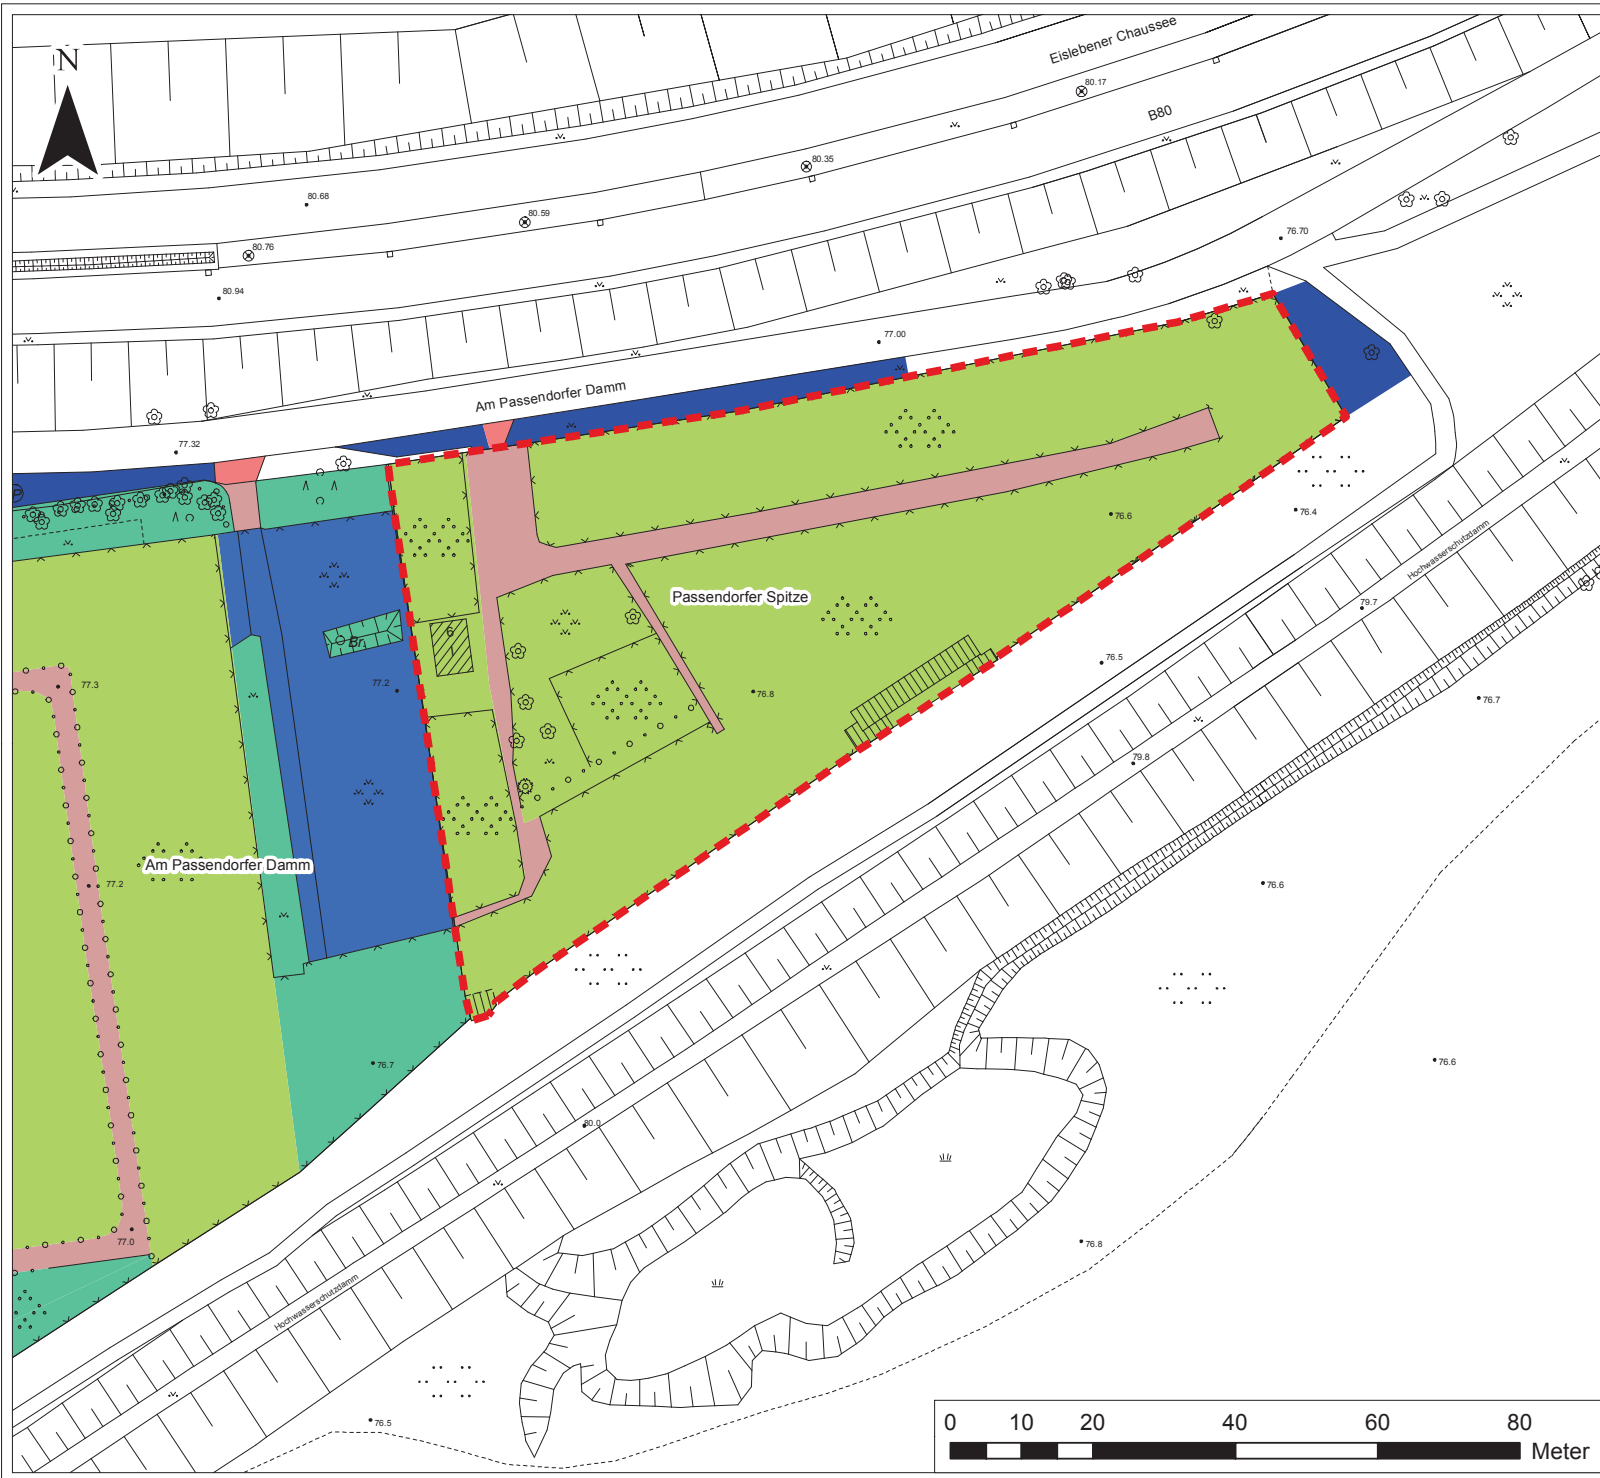 Eislebener Chaussee
N
80.17
B80
80.35
80.68
80.59
76.70
80.76
80.94
77.00
Am Passendorfer Damm
77.32
P
76.6
76.4
Hochwasserschutzdamm
Passendorfer Spitze
79.7
6
Br.
76.5
77.3
77.2
76.8
76.7
79.8
Am Passendorfer Damm
77.2
76.6
76.7
76.6
80.0
77.0
76.8
Hochwasserschutzdamm
76.5
0 10 20 40 60 80
Meter